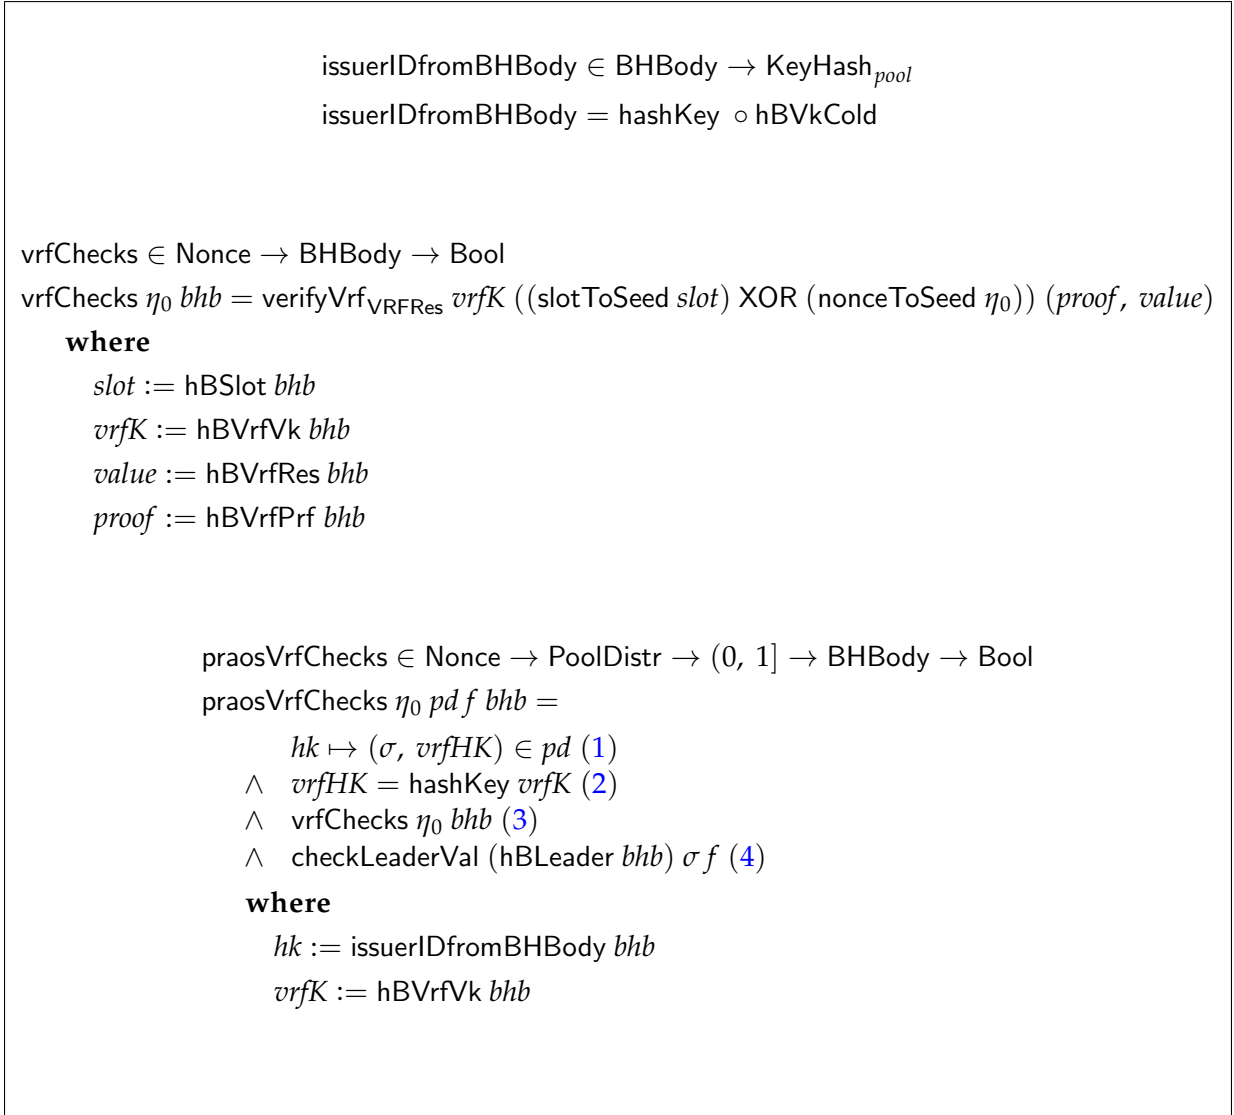 issuerIDfromBHBody ∈ BHBody → KeyHash_pool
issuerIDfromBHBody = hashKey ∘ hBVkCold
vrfChecks ∈ Nonce → BHBody → Bool
vrfChecks η₀ bhb = verifyVrf_VRFRes vrfK ((slotToSeed slot) XOR (nonceToSeed η₀)) (proof, value)
where
slot := hBSlot bhb
vrfK := hBVrfVk bhb
value := hBVrfRes bhb
proof := hBVrfPrf bhb
praosVrfChecks ∈ Nonce → PoolDistr → (0, 1] → BHBody → Bool
praosVrfChecks η₀ pd f bhb =
hk ↦ (σ, vrfHK) ∈ pd (1)
∧ vrfHK = hashKey vrfK (2)
∧ vrfChecks η₀ bhb (3)
∧ checkLeaderVal (hBLeader bhb) σ f (4)
where
hk := issuerIDfromBHBody bhb
vrfK := hBVrfVk bhb